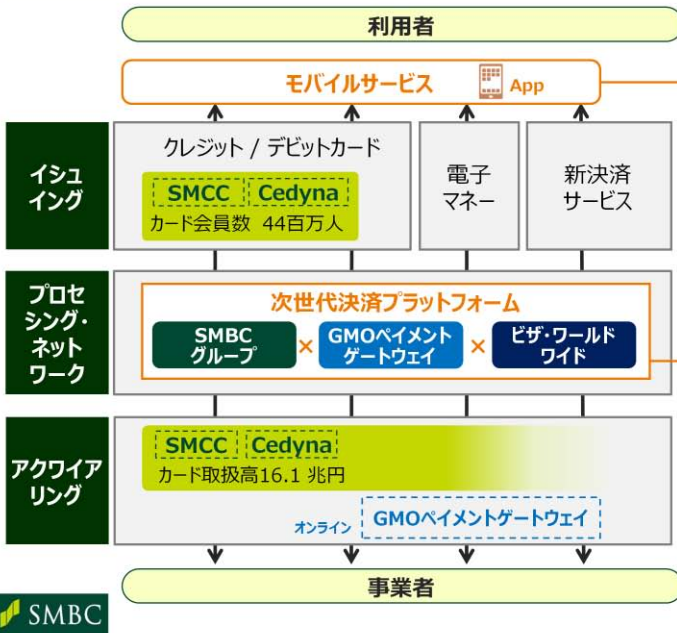 利用者
モバイルサービス App
イシュ
イング
クレジット / デビットカード
SMCC Cedyna
カード会員数 44百万人
電子
マネー
新決済
サービス
プロセ
シング・
ネット
ワーク
次世代決済プラットフォーム
SMBC
グループ
×
GMOペイメント
ゲートウェイ
×
ビザ・ワールド
ワイド
アクワイア
リング
SMCC Cedyna
カード取扱高16.1 兆円
オンライン GMOペイメントゲートウェイ
事業者
SMBC